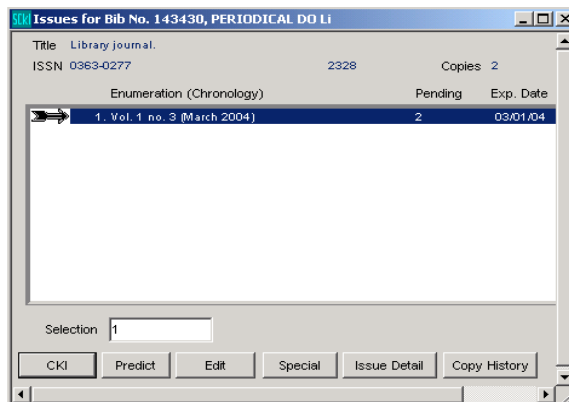 SCKI Issues for Bib No. 143430, PERIODICAL DO Li
Title Library journal.
ISSN 0363-0277 2328 Copies 2
Enumeration (Chronology) Pending Exp. Date
1. Vol. 1 no. 3 (March 2004) 2 03/01/04
Selection 1
CKI Predict Edit Special Issue Detail Copy History